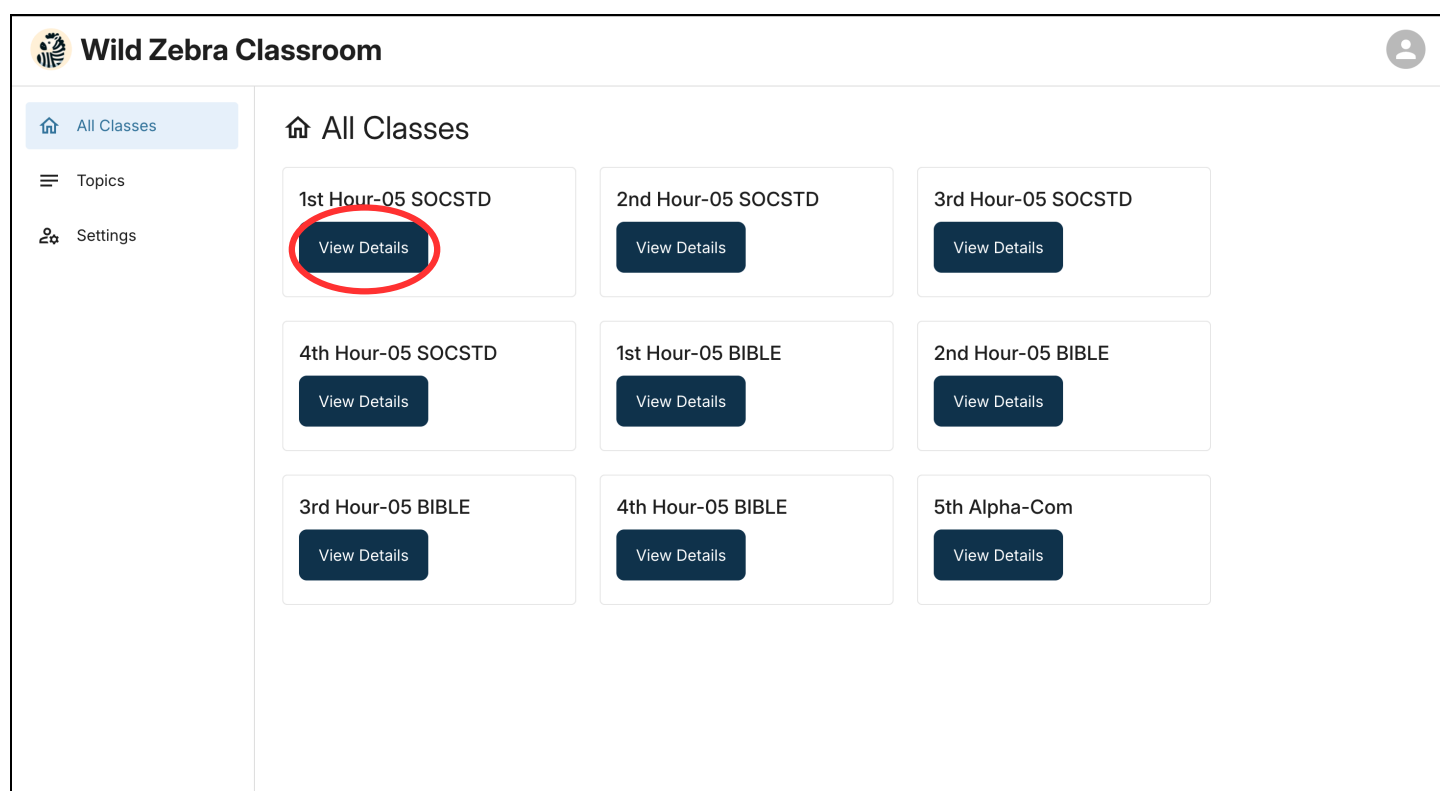 Wild Zebra Classroom
All Classes
Topics
Settings
All Classes
1st Hour-05 SOCSTD
View Details
2nd Hour-05 SOCSTD
View Details
3rd Hour-05 SOCSTD
View Details
4th Hour-05 SOCSTD
View Details
1st Hour-05 BIBLE
View Details
2nd Hour-05 BIBLE
View Details
3rd Hour-05 BIBLE
View Details
4th Hour-05 BIBLE
View Details
5th Alpha-Com
View Details